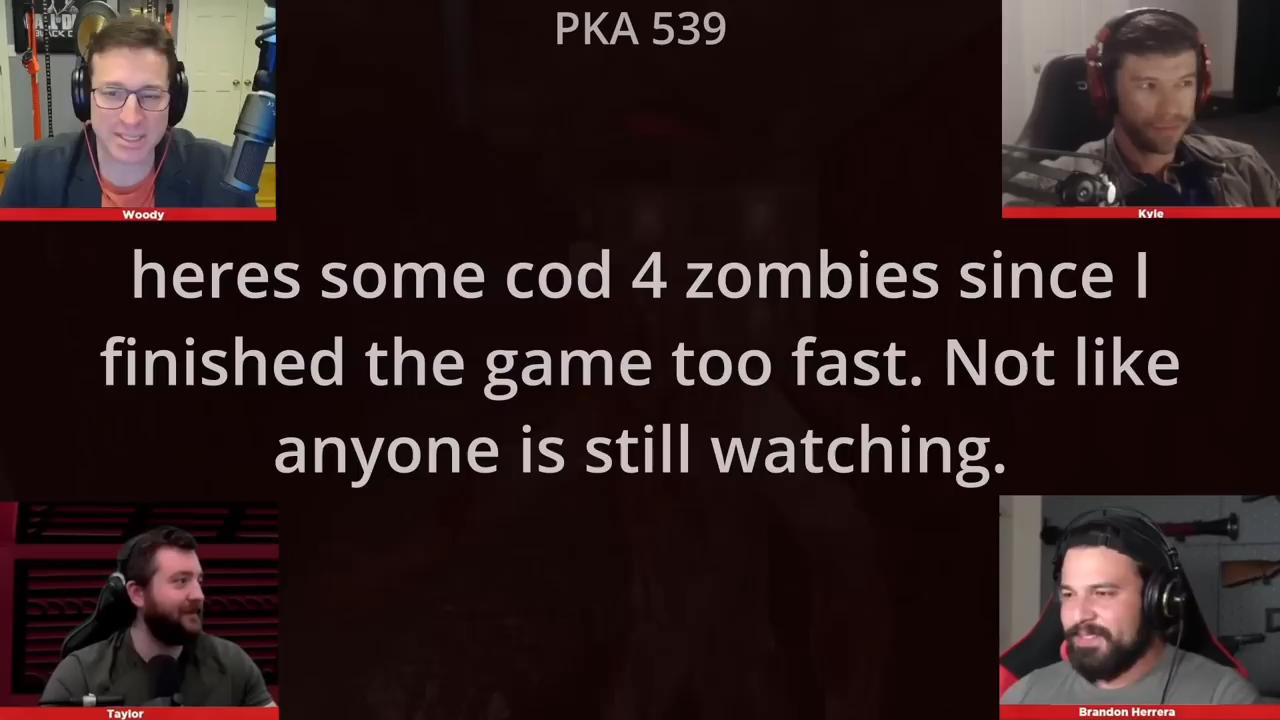 PKA 539
Woody
Kyle
heres some cod 4 zombies since I
finished the game too fast. Not like
anyone is still watching.
Taylor
Brandon Herrera